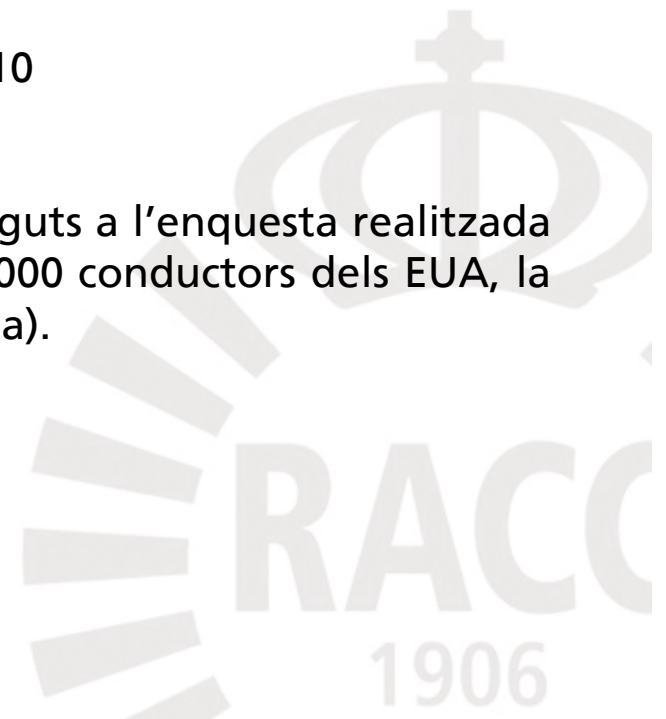 10
guts a l'enquesta realitzada
000 conductors dels EUA, la
a).
RACC
1906